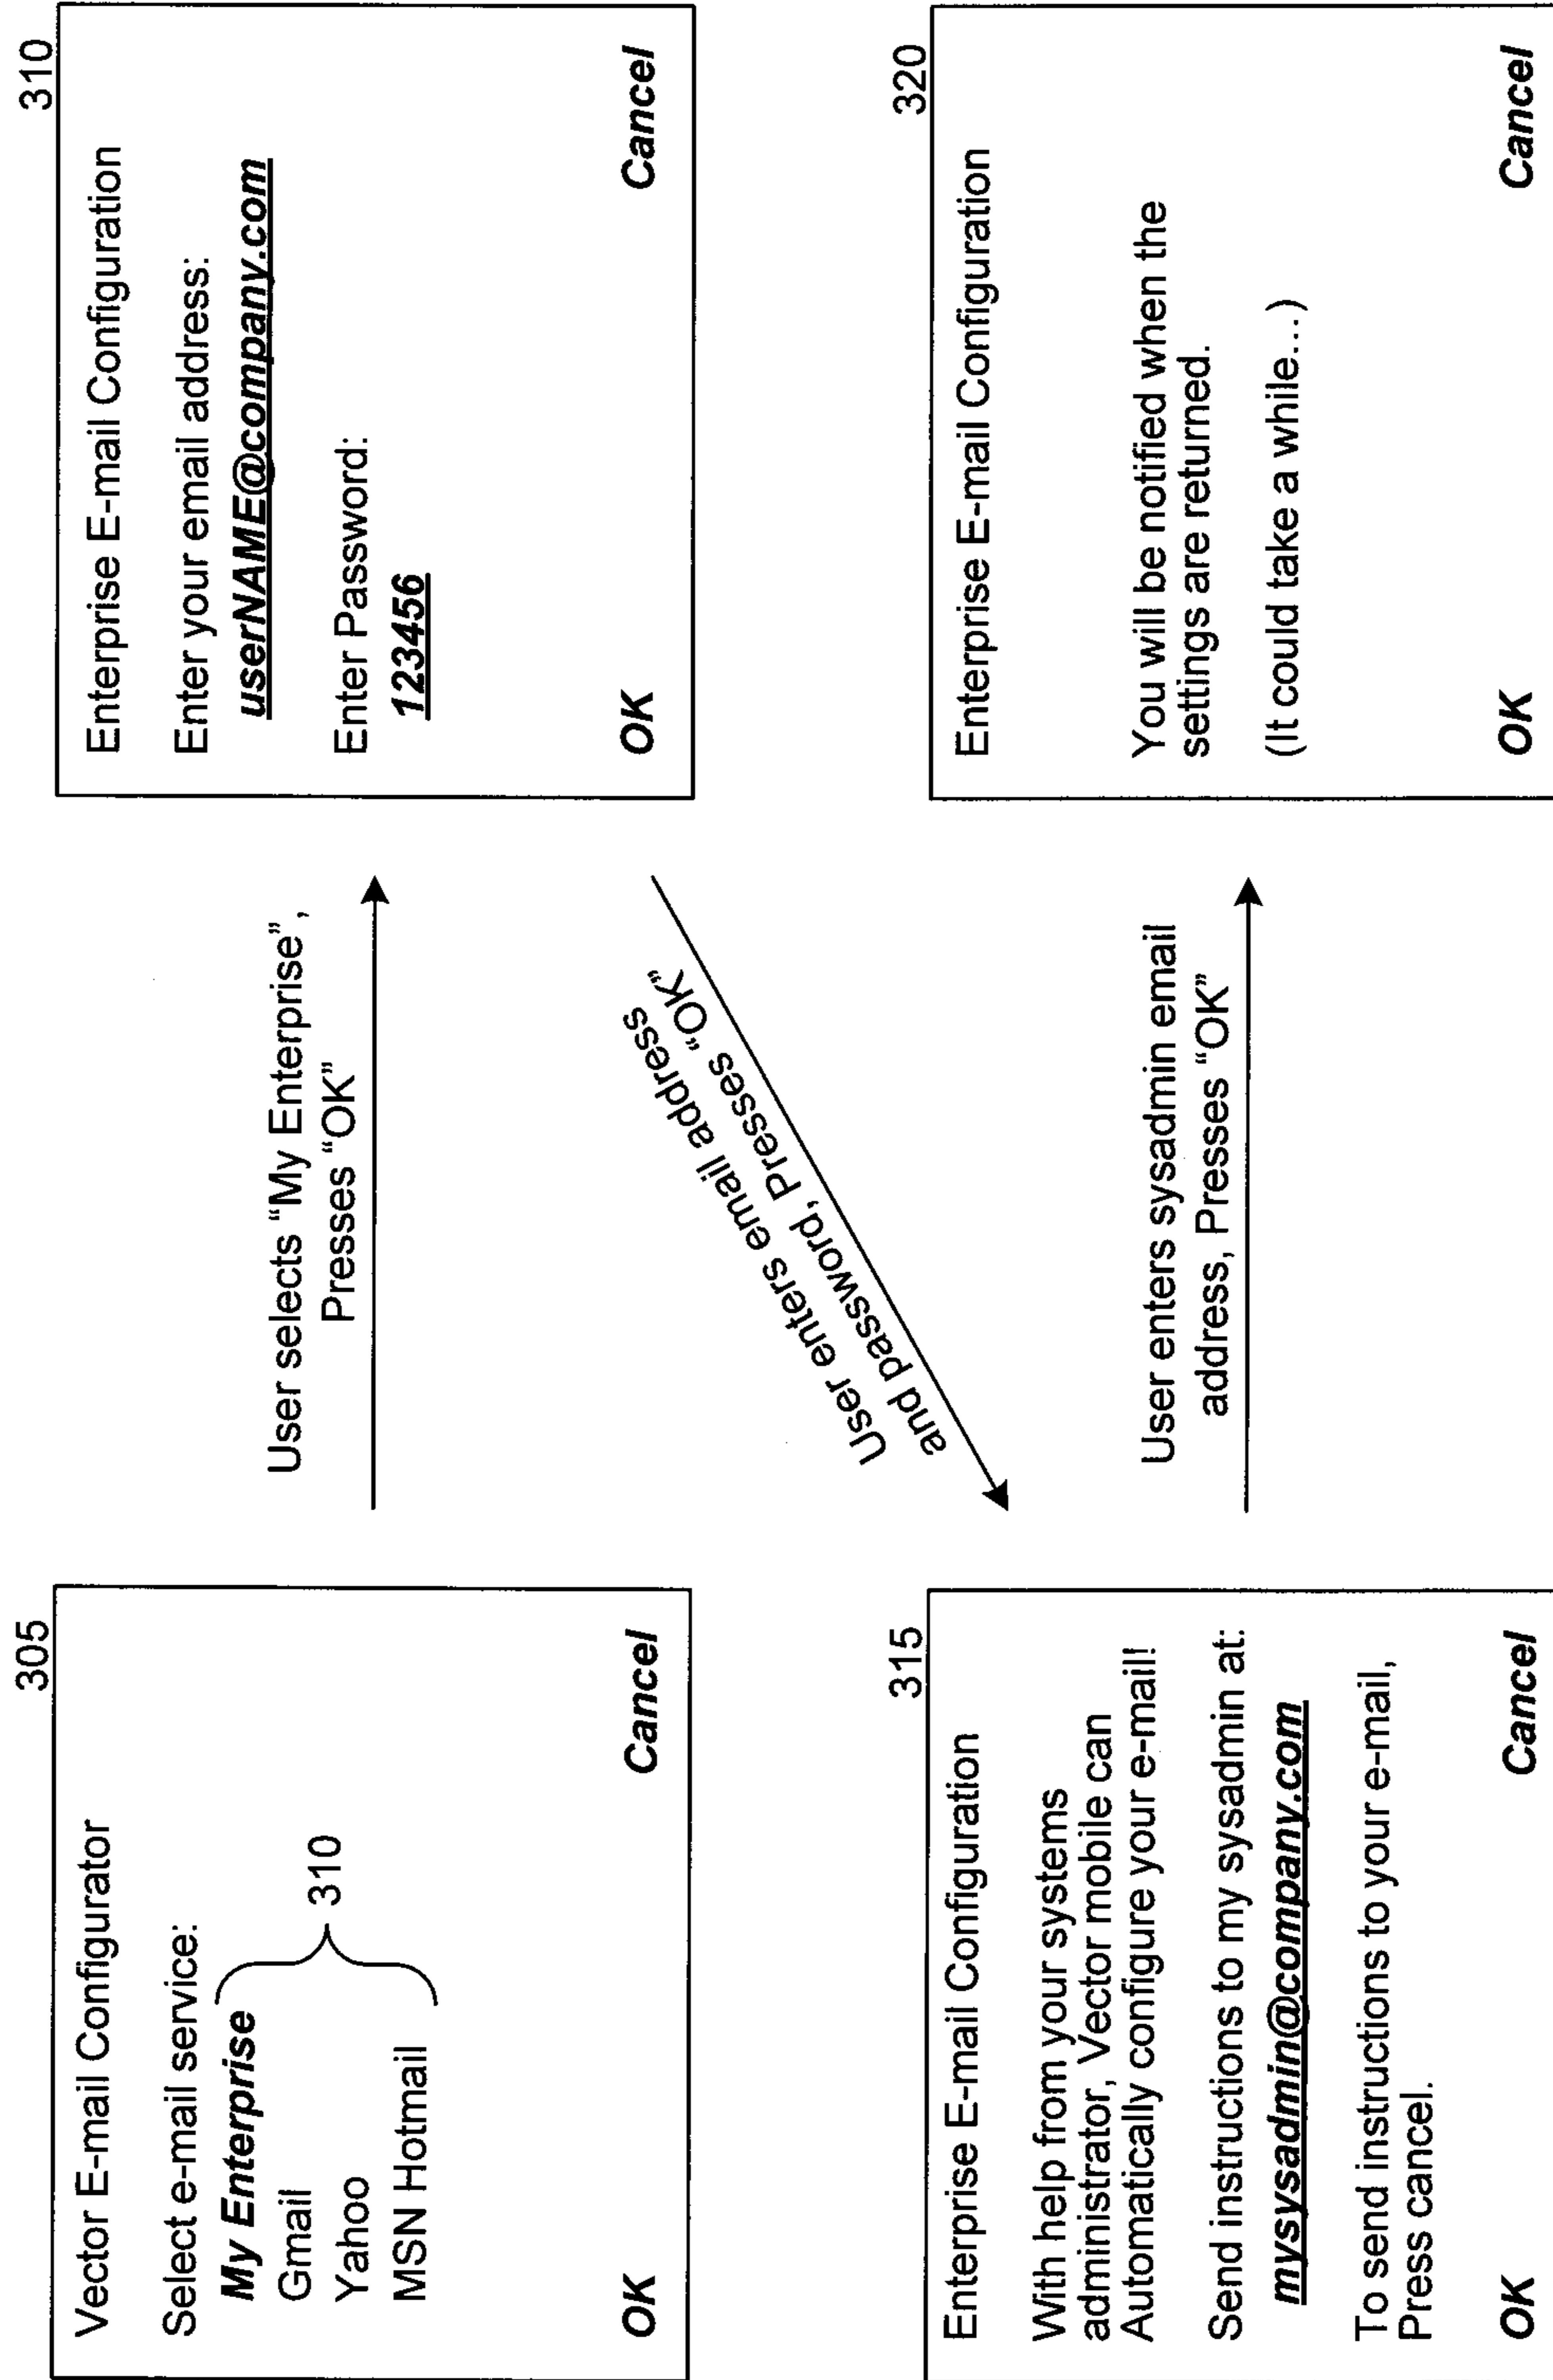 305
Vector E-mail Configurator
Select e-mail service:
My Enterprise
Gmail
Yahoo
MSN Hotmail
310
OK
Cancel
User selects “My Enterprise”,
Presses “OK”
310
Enterprise E-mail Configuration
Enter your email address:
userNAME@company.com
Enter Password:
123456
OK
Cancel
User enters email address
and password, Presses “OK”
315
Enterprise E-mail Configuration
With help from your systems
administrator, Vector mobile can
Automatically configure your e-mail!
Send instructions to my sysadmin at:
mysysadmin@company.com
To send instructions to your e-mail,
Press cancel.
OK
Cancel
User enters sysadmin email
address, Presses “OK”
320
Enterprise E-mail Configuration
You will be notified when the
settings are returned.
(It could take a while...)
OK
Cancel